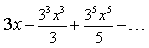 3x − 3³x³/3 + 3⁵x⁵/5 − …